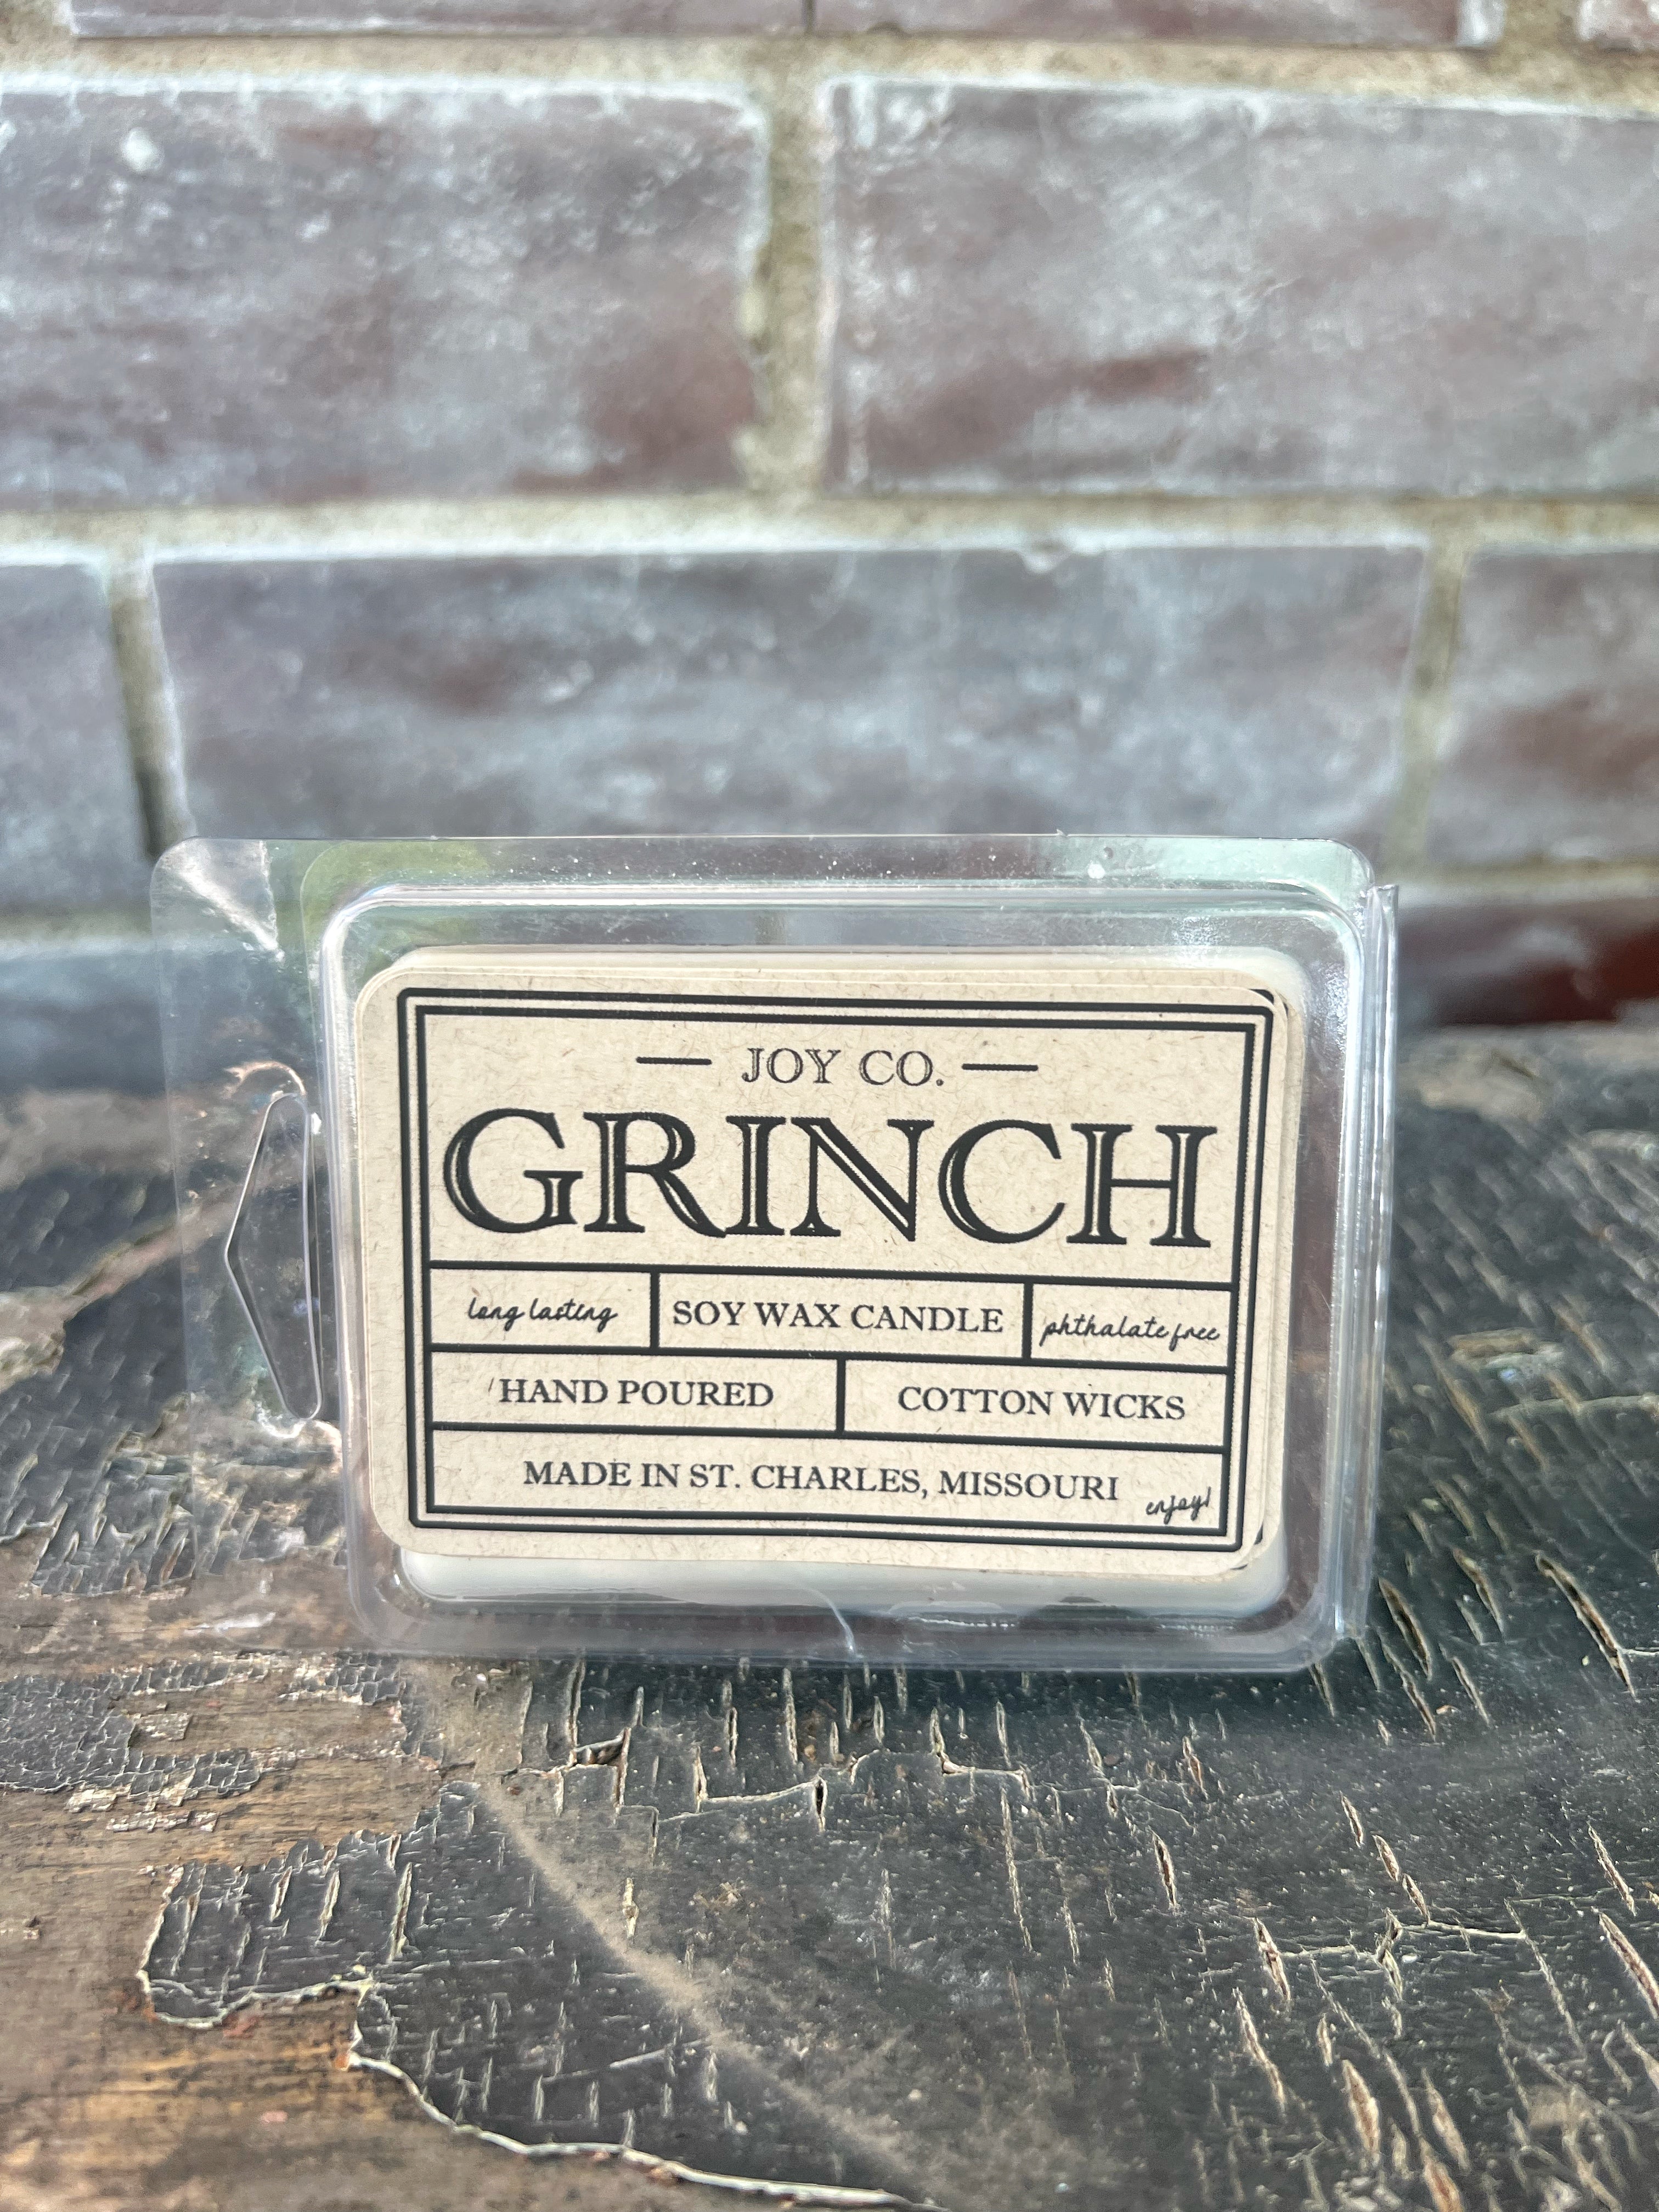 — JOY CO. —
GRINCH
long lasting SOY WAX CANDLE phthalate free
HAND POURED COTTON WICKS
MADE IN ST. CHARLES, MISSOURI
enjoy!